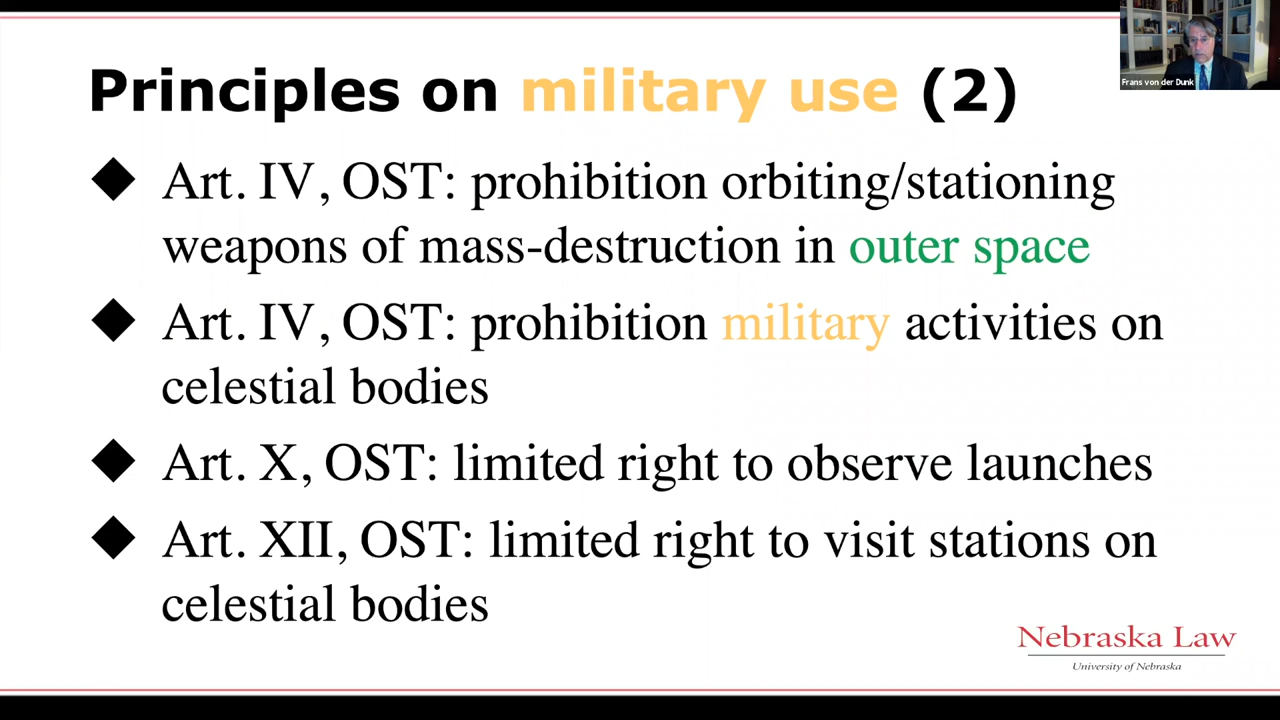 Principles on military use (2)
Frans von der Dunk
◆ Art. IV, OST: prohibition orbiting/stationing
weapons of mass-destruction in outer space
◆ Art. IV, OST: prohibition military activities on
celestial bodies
◆ Art. X, OST: limited right to observe launches
◆ Art. XII, OST: limited right to visit stations on
celestial bodies
Nebraska Law
University of Nebraska